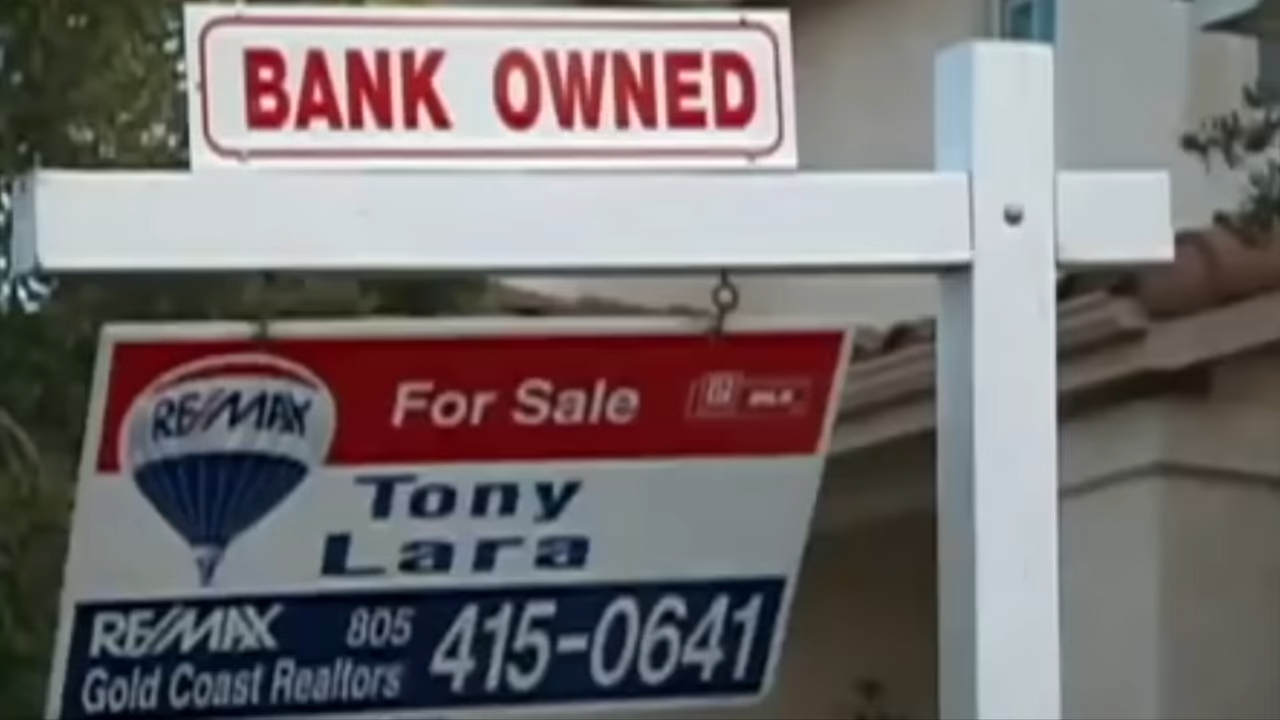 BANK OWNED
RE/MAX
For Sale
Tony
Lara
RE/MAX 805 415-0641
Gold Coast Realtors